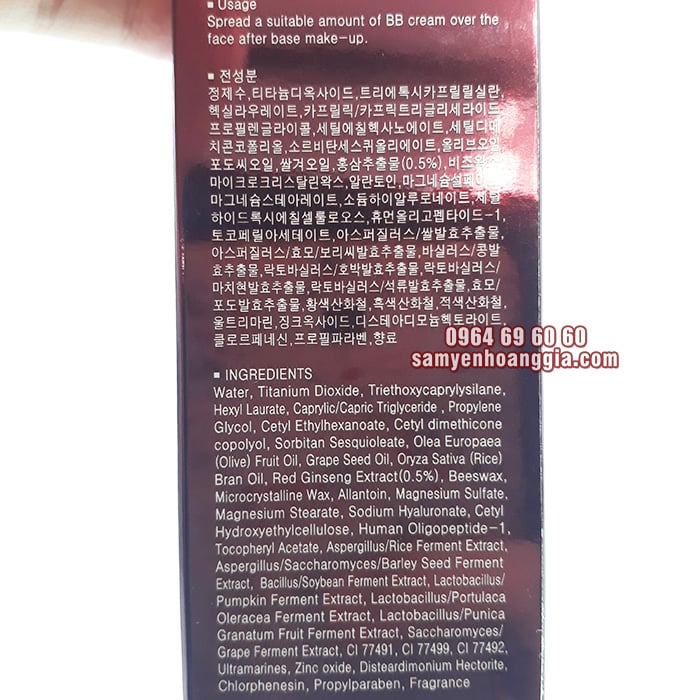 ▪ Usage
Spread a suitable amount of BB cream over the
face after base make-up.
▪ 전성분
정제수,티타늄디옥사이드,트리에톡시카프릴릴실란,
헥실라우레이트,카프릴릭/카프릭트리글리세라이드
프로필렌글라이콜,세틸에칠헥사노에이트,세틸디메
치콘코폴리올,소르비탄세스퀴올리에이트,올리브오일,
포도씨오일,쌀겨오일,홍삼추출물(0.5%),비즈왁스
마이크로크리스탈린왁스,알란토인,마그네슘설페이
마그네슘스테아레이트,소듐하이알루로네이트,세틸
하이드록시에칠셀룰로오스,휴먼올리고펩타이드-1,
토코페릴아세테이트,아스퍼질러스/쌀발효추출물,
아스퍼질러스/효모/보리씨발효추출물,바실러스/콩발
효추출물,락토바실러스/호박발효추출물,락토바실러스/
마치현발효추출물,락토바실러스/석류발효추출물,효모/
포도발효추출물,황색산화철,흑색산화철,적색산화철,
울트라마린,징크옥사이드,디스테아디모늄헥토라이트,
클로르페네신,프로필파라벤,향료
0964 69 60 60
samyenhoanggia.com
▪ INGREDIENTS
Water, Titanium Dioxide, Triethoxycaprylysilane,
Hexyl Laurate, Caprylic/Capric Triglyceride , Propylene
Glycol, Cetyl Ethylhexanoate, Cetyl dimethicone
copolyol, Sorbitan Sesquioleate, Olea Europaea
(Olive) Fruit Oil, Grape Seed Oil, Oryza Sativa (Rice)
Bran Oil, Red Ginseng Extract(0.5%), Beeswax,
Microcrystalline Wax, Allantoin, Magnesium Sulfate,
Magnesium Stearate, Sodium Hyaluronate, Cetyl
Hydroxyethylcellulose, Human Oligopeptide-1,
Tocopheryl Acetate, Aspergillus/Rice Ferment Extract,
Aspergillus/Saccharomyces/Barley Seed Ferment
Extract, Bacillus/Soybean Ferment Extract, Lactobacillus/
Pumpkin Ferment Extract, Lactobacillus/Portulaca
Oleracea Ferment Extract, Lactobacillus/Punica
Granatum Fruit Ferment Extract, Saccharomyces/
Grape Ferment Extract, CI 77491, CI 77499, CI 77492,
Ultramarines, Zinc oxide, Disteardimonium Hectorite,
Chlorphenesin, Propylparaben, Fragrance